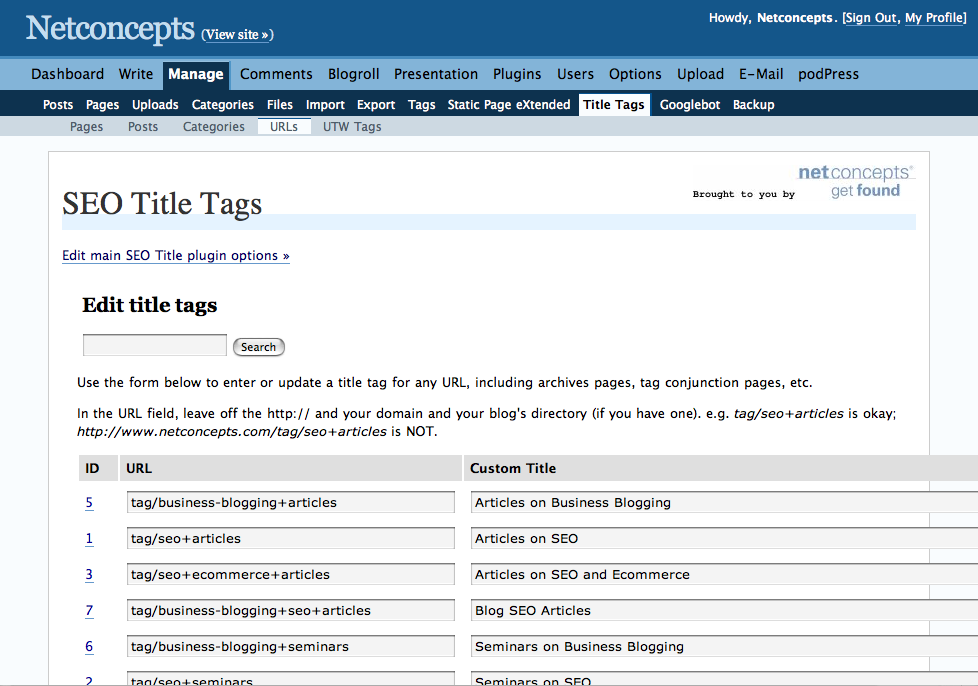 Netconcepts (View site »)
Howdy, Netconcepts. [Sign Out, My Profile]
Dashboard Write Manage Comments Blogroll Presentation Plugins Users Options Upload E-Mail podPress
Posts Pages Uploads Categories Files Import Export Tags Static Page eXtended Title Tags Googlebot Backup
Pages Posts Categories URLs UTW Tags
SEO Title Tags
Brought to you by
netconcepts®
get found
Edit main SEO Title plugin options »
Edit title tags
Search
Use the form below to enter or update a title tag for any URL, including archives pages, tag conjunction pages, etc.
In the URL field, leave off the http:// and your domain and your blog's directory (if you have one). e.g. tag/seo+articles is okay;
http://www.netconcepts.com/tag/seo+articles is NOT.
ID URL Custom Title
5 tag/business-blogging+articles Articles on Business Blogging
1 tag/seo+articles Articles on SEO
3 tag/seo+ecommerce+articles Articles on SEO and Ecommerce
7 tag/business-blogging+seo+articles Blog SEO Articles
6 tag/business-blogging+seminars Seminars on Business Blogging
2 tag/seo+seminars Seminars on SEO